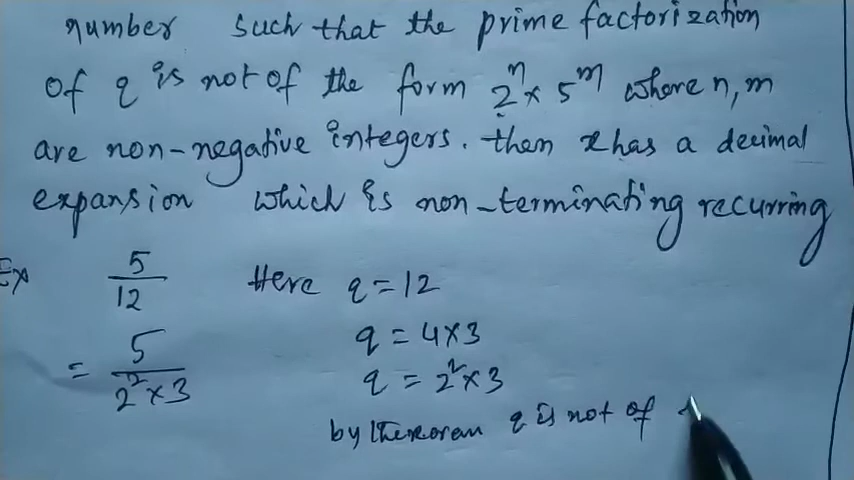 number such that the prime factorization
of q is not of the form 2^n × 5^m where n, m
are non-negative integers. then x has a decimal
expansion which is non-terminating recurring
Ex 5/12 Here q = 12
q = 4×3
= 5/2^2×3 q = 2^2×3
by theorem q is not of